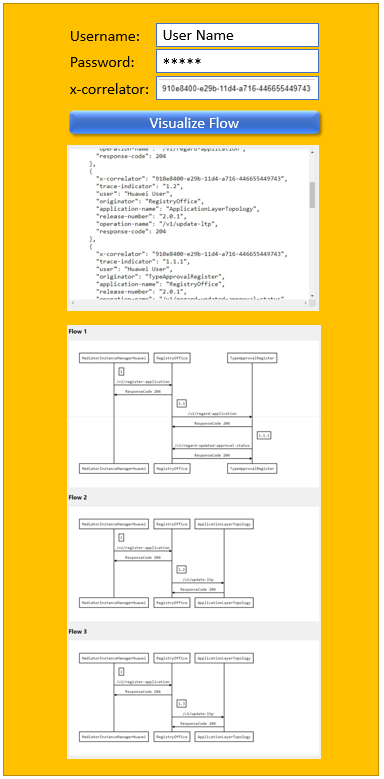 Username: User Name
Password: *****
x-correlator: 910e8400-e29b-11d4-a716-446655449743
Visualize Flow
"operation-name": "/v1/regard-application",
"response-code": 204
},
{
"x-correlator": "910e8400-e29b-11d4-a716-446655449743",
"trace-indicator": "1.2",
"user": "Huawei User",
"originator": "RegistryOffice",
"application-name": "ApplicationLayerTopology",
"release-number": "2.0.1",
"operation-name": "/v1/update-ltp",
"response-code": 204
},
{
"x-correlator": "910e8400-e29b-11d4-a716-446655449743",
"trace-indicator": "1.1.1",
"user": "Huawei User",
"originator": "TypeApprovalRegister",
"application-name": "RegistryOffice",
"release-number": "2.0.1",
"operation-name": "/v1/regard-updated-approval-status"
Flow 1
MediatorInstanceManagerHuawei RegistryOffice TypeApprovalRegister
1
/v1/register-application
ResponseCode 204
1.1
/v1/regard-application
ResponseCode 204
1.1.1
/v1/regard-updated-approval-status
ResponseCode 204
MediatorInstanceManagerHuawei RegistryOffice TypeApprovalRegister
Flow 2
MediatorInstanceManagerHuawei RegistryOffice ApplicationLayerTopology
1
/v1/register-application
ResponseCode 204
1.2
/v1/update-ltp
ResponseCode 204
MediatorInstanceManagerHuawei RegistryOffice ApplicationLayerTopology
Flow 3
MediatorInstanceManagerHuawei RegistryOffice ApplicationLayerTopology
1
/v1/register-application
ResponseCode 204
1.3
/v1/update-ltp
ResponseCode 204
MediatorInstanceManagerHuawei RegistryOffice ApplicationLayerTopology